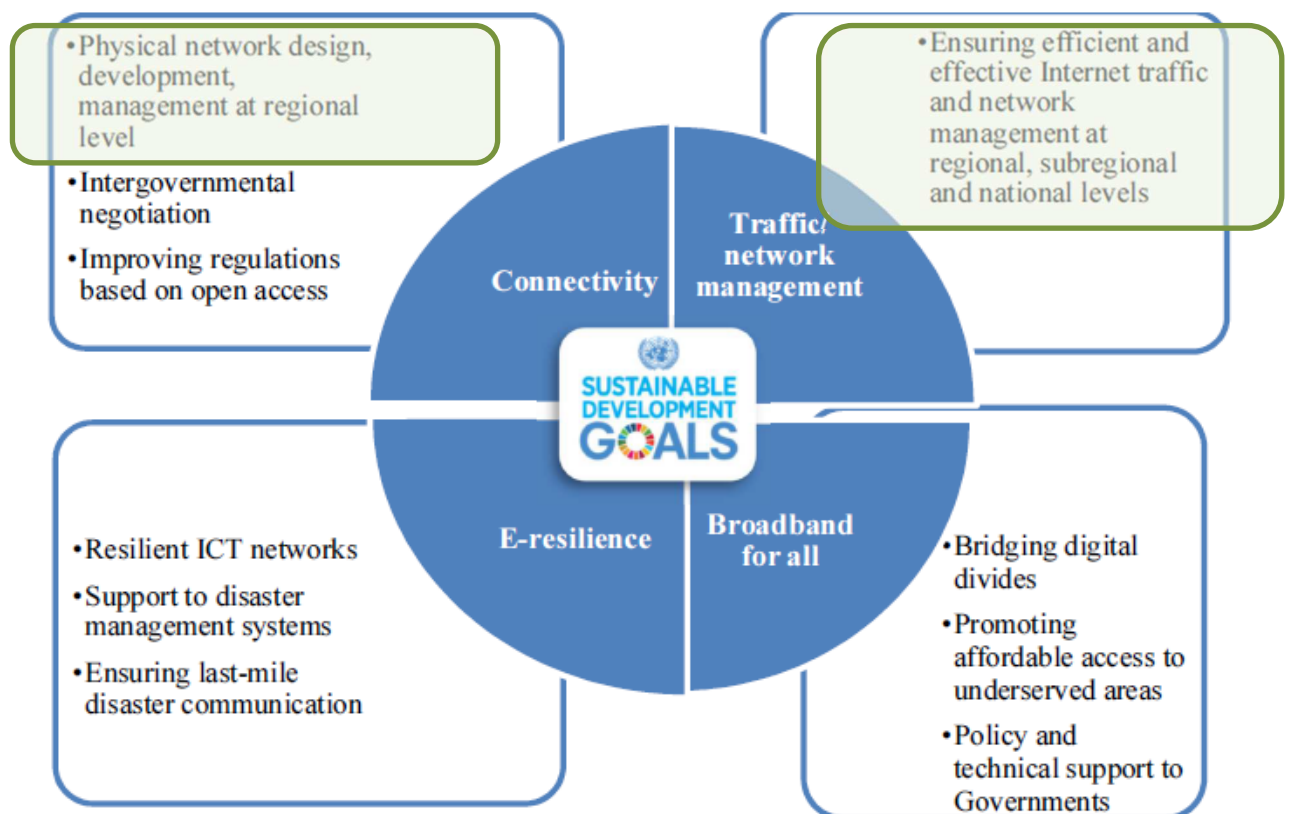 •Physical network design,
development,
management at regional
level
•Intergovernmental
negotiation
•Improving regulations
based on open access
•Ensuring efficient and
effective Internet traffic
and network
management at
regional, subregional
and national levels
Connectivity
Traffic/
network
management
SUSTAINABLE
DEVELOPMENT
GOALS
E-resilience
Broadband
for all
•Resilient ICT networks
•Support to disaster
management systems
•Ensuring last-mile
disaster communication
•Bridging digital
divides
•Promoting
affordable access to
underserved areas
•Policy and
technical support to
Governments